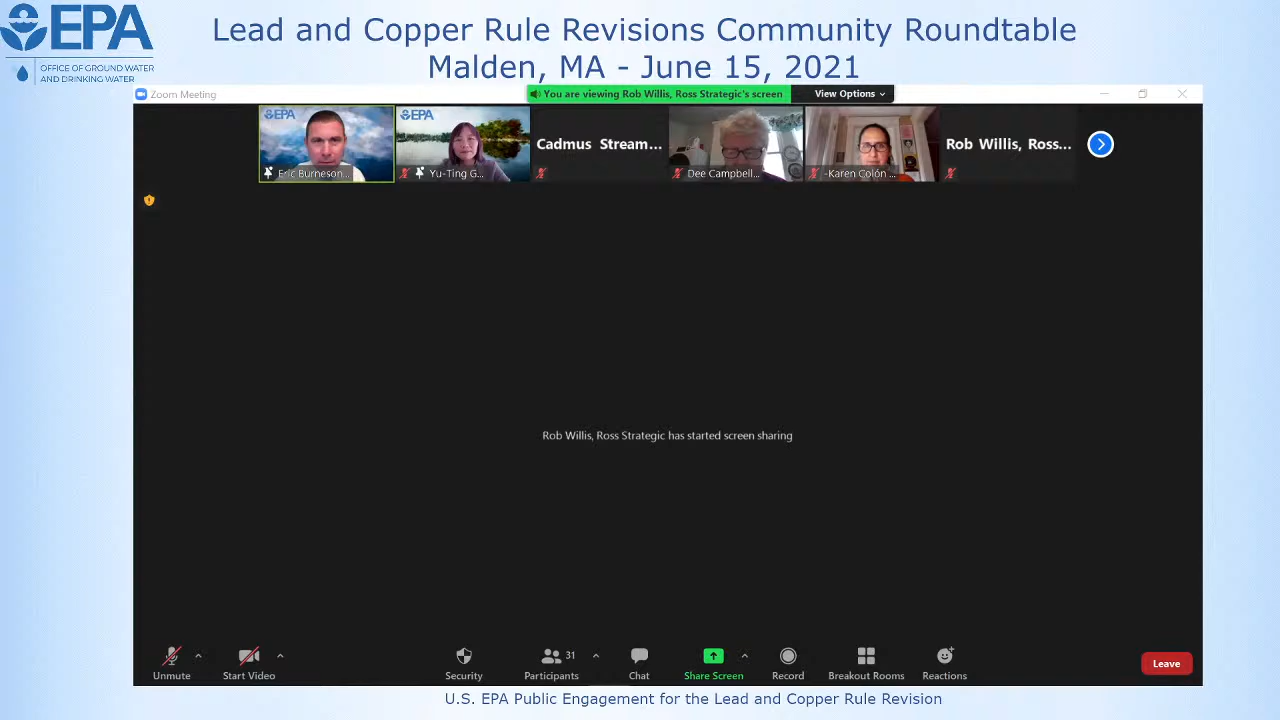 EPA
OFFICE OF GROUND WATER
AND DRINKING WATER
Lead and Copper Rule Revisions Community Roundtable
Malden, MA - June 15, 2021
Zoom Meeting
You are viewing Rob Willis, Ross Strategic's screen
View Options
EPA
Eric Burneson...
EPA
Yu-Ting G...
Cadmus Stream...
Dee Campbell...
-Karen Colón ...
Rob Willis, Ross...
Rob Willis, Ross Strategic has started screen sharing
Unmute
Start Video
Security
Participants
31
Chat
Share Screen
Record
Breakout Rooms
Reactions
Leave
U.S. EPA Public Engagement for the Lead and Copper Rule Revision